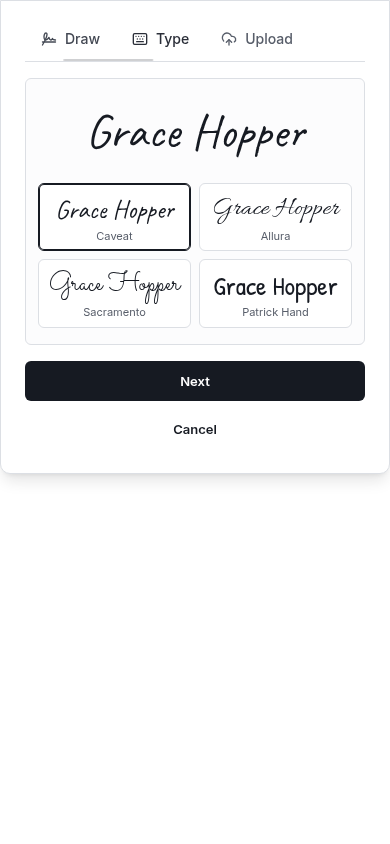 Draw Type Upload
Grace Hopper
Grace Hopper Grace Hopper
Caveat Allura
Grace Hopper Grace Hopper
Sacramento Patrick Hand
Next
Cancel